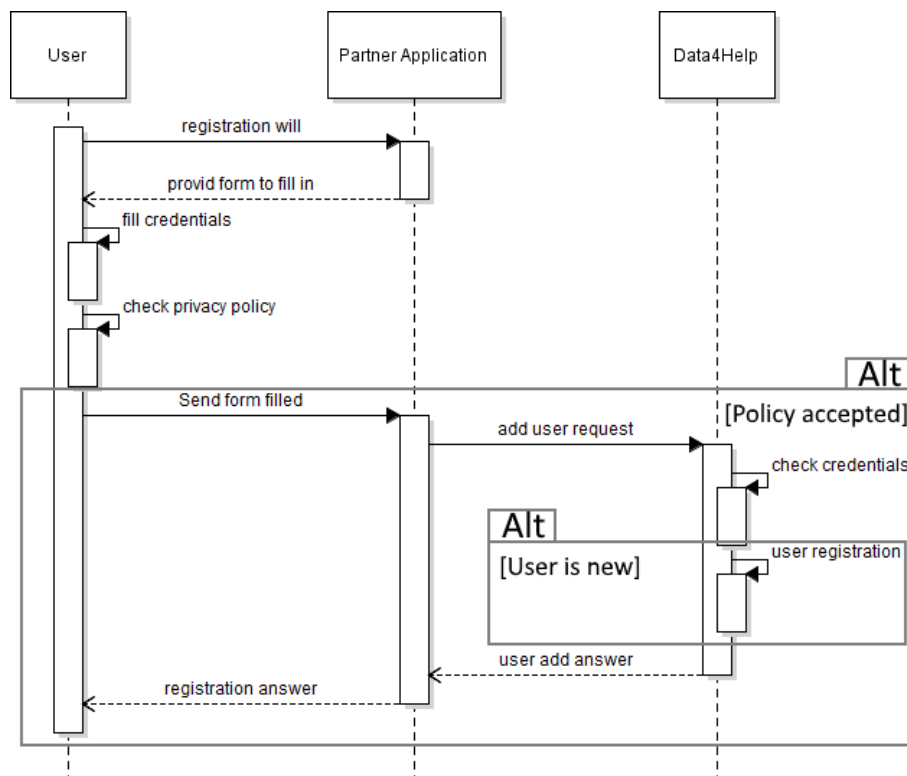 User
Partner Application
Data4Help
registration will
provid form to fill in
fill credentials
check privacy policy
Alt
[Policy accepted]
Send form filled
add user request
check credentials
Alt
[User is new]
user registration
user add answer
registration answer